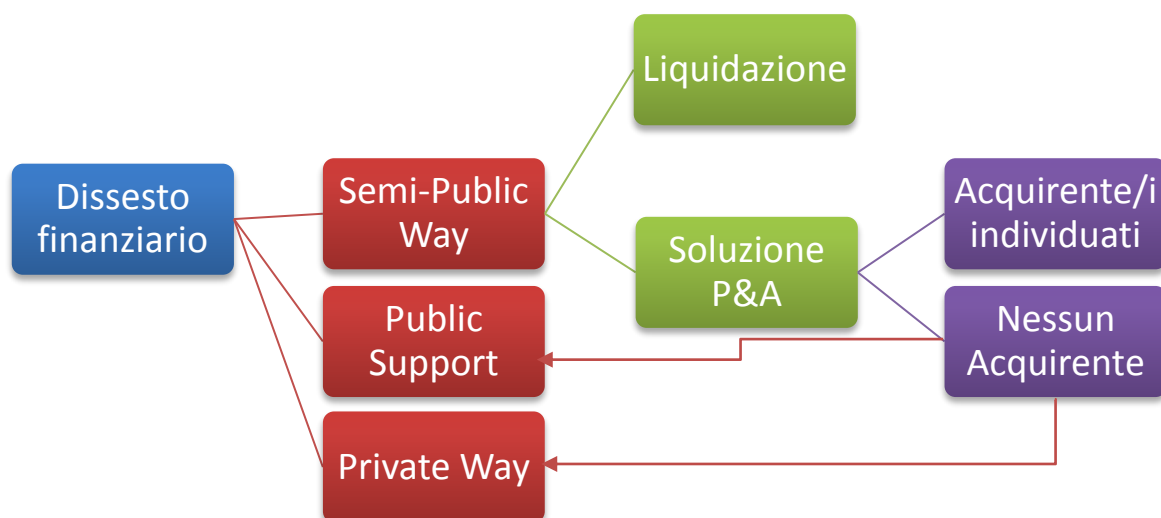 Liquidazione
Dissesto
finanziario
Semi-Public
Way
Soluzione
P&A
Acquirente/i
individuati
Public
Support
Nessun
Acquirente
Private Way